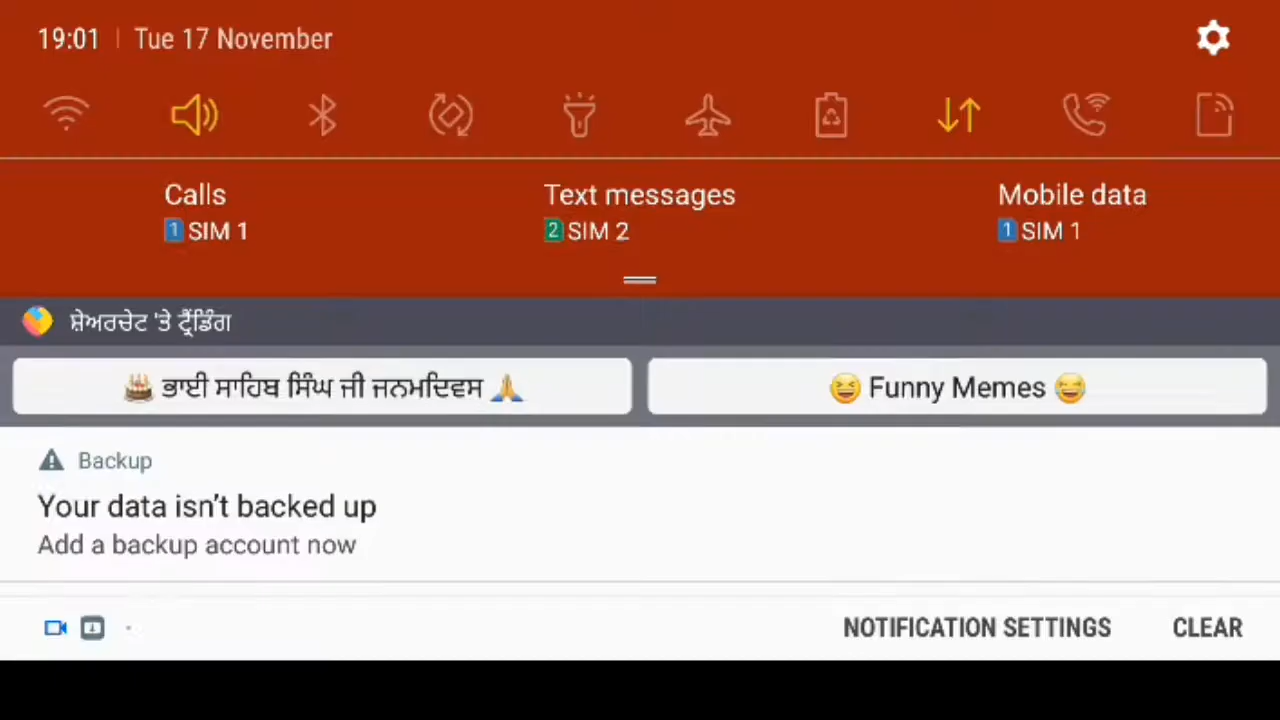 19:01 | Tue 17 November
Calls Text messages Mobile data
1 SIM 1 2 SIM 2 1 SIM 1
ਸ਼ੇਅਰਚੇਟ 'ਤੇ ਟ੍ਰੈਂਡਿੰਗ
🎂 ਭਾਈ ਸਾਹਿਬ ਸਿੰਘ ਜੀ ਜਨਮਦਿਵਸ 🙏 😆 Funny Memes 😂
Backup
Your data isn't backed up
Add a backup account now
NOTIFICATION SETTINGS CLEAR